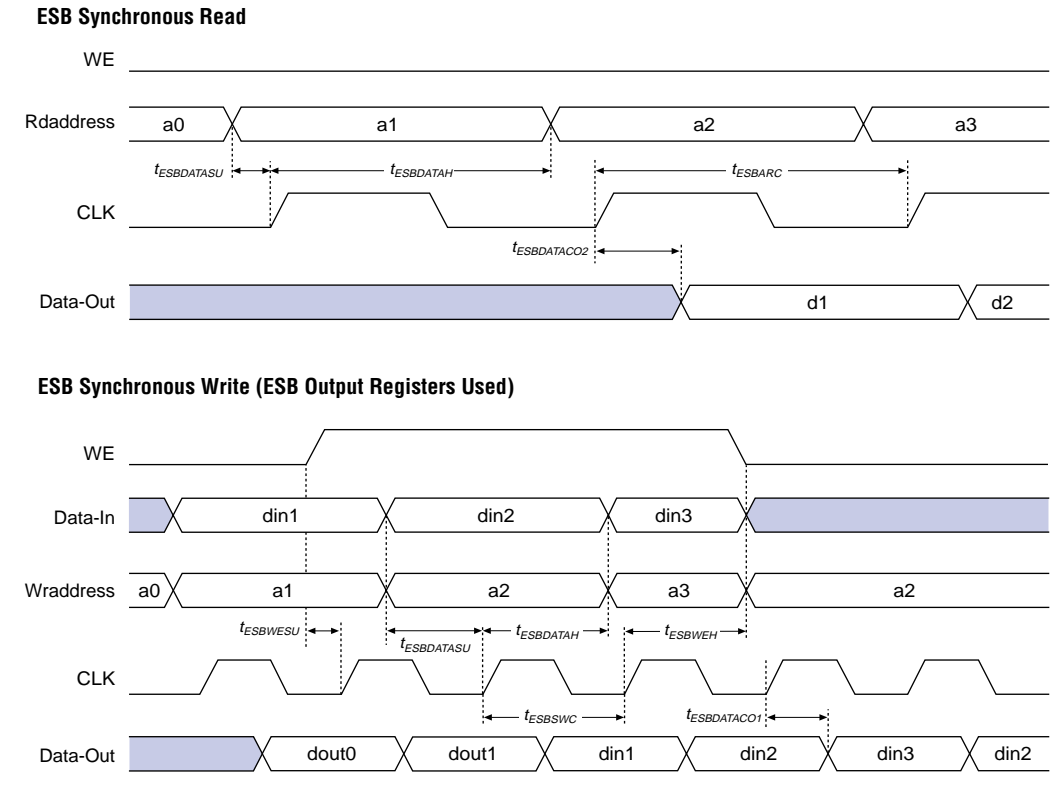 ESB Synchronous Read
WE
Rdaddress a0 a1 a2 a3
tESBDATASU tESBDATAH tESBARC
CLK
tESBDATACO2
Data-Out d1 d2
ESB Synchronous Write (ESB Output Registers Used)
WE
Data-In din1 din2 din3
Wraddress a0 a1 a2 a3 a2
tESBWESU tESBDATASU tESBDATAH tESBWEH
CLK
tESBSWC tESBDATACO1
Data-Out dout0 dout1 din1 din2 din3 din2